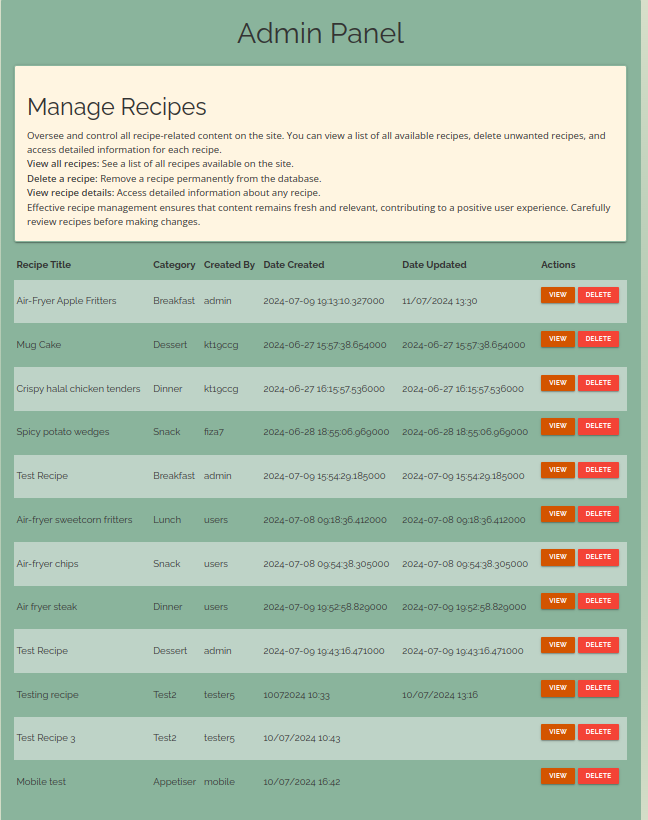 Admin Panel
Manage Recipes
Oversee and control all recipe-related content on the site. You can view a list of all available recipes, delete unwanted recipes, and
access detailed information for each recipe.
View all recipes: See a list of all recipes available on the site.
Delete a recipe: Remove a recipe permanently from the database.
View recipe details: Access detailed information about any recipe.
Effective recipe management ensures that content remains fresh and relevant, contributing to a positive user experience. Carefully
review recipes before making changes.
Recipe Title Category Created By Date Created Date Updated Actions
Air-Fryer Apple Fritters Breakfast admin 2024-07-09 19:13:10.327000 11/07/2024 13:30 VIEW DELETE
Mug Cake Dessert kt19ccg 2024-06-27 15:57:38.654000 2024-06-27 15:57:38.654000 VIEW DELETE
Crispy halal chicken tenders Dinner kt19ccg 2024-06-27 16:15:57.536000 2024-06-27 16:15:57.536000 VIEW DELETE
Spicy potato wedges Snack fiza7 2024-06-28 18:55:06.969000 2024-06-28 18:55:06.969000 VIEW DELETE
Test Recipe Breakfast admin 2024-07-09 15:54:29.185000 2024-07-09 15:54:29.185000 VIEW DELETE
Air-fryer sweetcorn fritters Lunch users 2024-07-08 09:18:36.412000 2024-07-08 09:18:36.412000 VIEW DELETE
Air-fryer chips Snack users 2024-07-08 09:54:38.305000 2024-07-08 09:54:38.305000 VIEW DELETE
Air fryer steak Dinner users 2024-07-09 19:52:58.829000 2024-07-09 19:52:58.829000 VIEW DELETE
Test Recipe Dessert admin 2024-07-09 19:43:16.471000 2024-07-09 19:43:16.471000 VIEW DELETE
Testing recipe Test2 tester5 10072024 10:33 10/07/2024 13:16 VIEW DELETE
Test Recipe 3 Test2 tester5 10/07/2024 10:43 VIEW DELETE
Mobile test Appetiser mobile 10/07/2024 16:42 VIEW DELETE